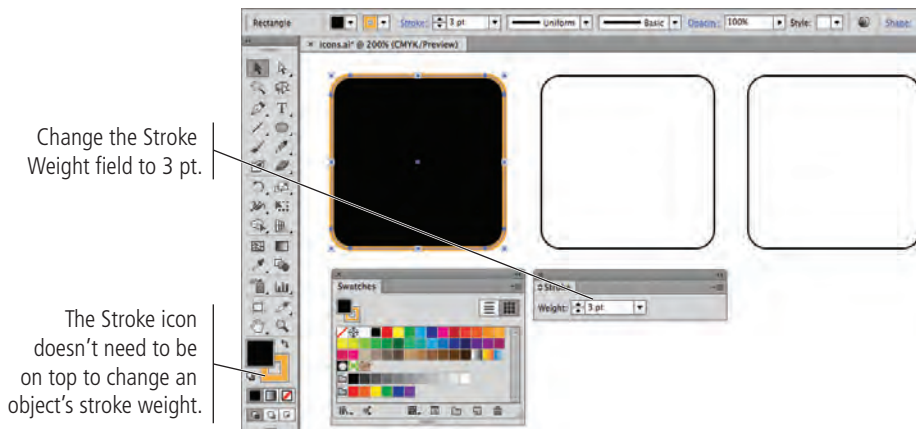 Rectangle
Stroke: 3 pt Uniform Basic Opacity: 100% Style: Shape:
× icons.ai* @ 200% (CMYK/Preview)
Change the Stroke
Weight field to 3 pt.
Swatches
Stroke
Weight: 3 pt
The Stroke icon
doesn't need to be
on top to change an
object's stroke weight.